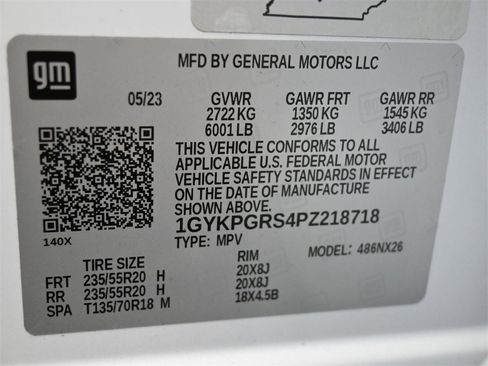 gm
MFD BY GENERAL MOTORS LLC
05/23 GVWR GAWR FRT GAWR RR
2722 KG 1350 KG 1545 KG
6001 LB 2976 LB 3406 LB
THIS VEHICLE CONFORMS TO ALL
APPLICABLE U.S. FEDERAL MOTOR
VEHICLE SAFETY STANDARDS IN EFFECT
ON THE DATE OF MANUFACTURE
SHOWN ABOVE.
1GYKPGRS4PZ218718
140X
TYPE: MPV MODEL: 486NX26
TIRE SIZE RIM
FRT 235/55R20 H 20X8J
RR 235/55R20 H 20X8J
SPA T135/70R18 M 18X4.5B